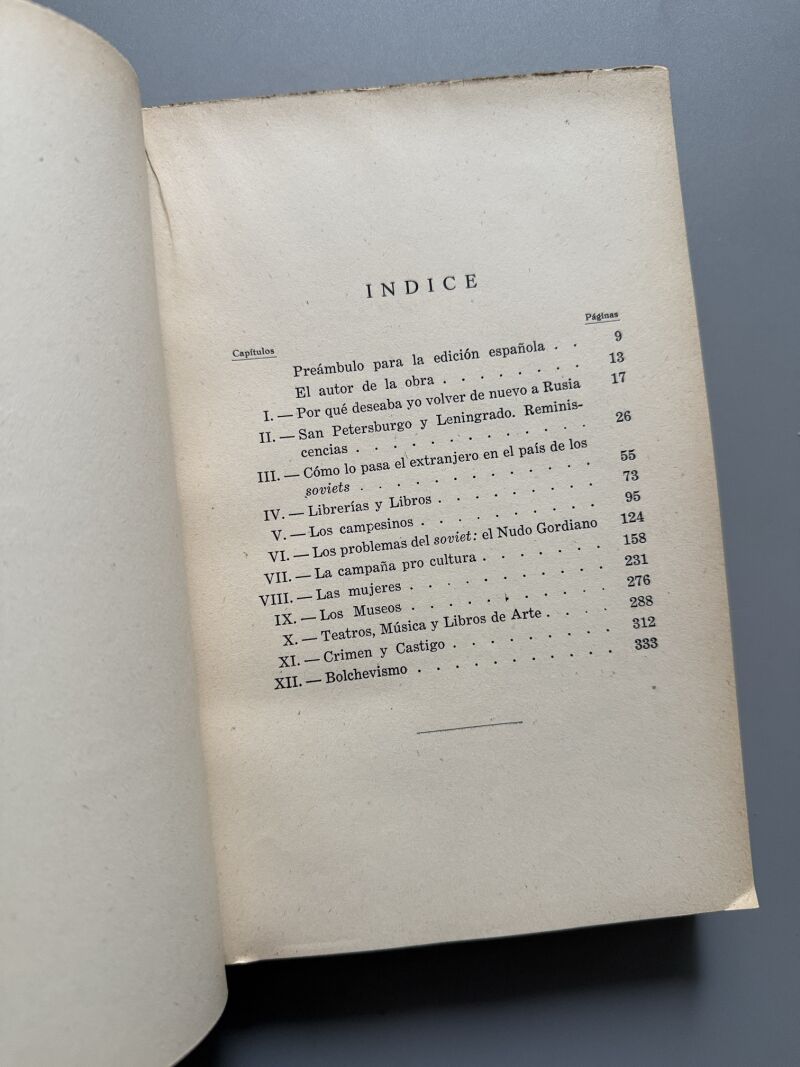 INDICE
Capítulos Páginas
Preámbulo para la edición española . . 9
El autor de la obra . . . . . . . . 13
I. — Por qué deseaba yo volver de nuevo a Rusia 17
II. — San Petersburgo y Leningrado. Reminis-
cencias . . . . . . . . . . . . 26
III. — Cómo lo pasa el extranjero en el país de los
soviets . . . . . . . . . . . . 55
IV. — Librerías y Libros . . . . . . . . 73
V. — Los campesinos . . . . . . . . . 95
VI. — Los problemas del soviet: el Nudo Gordiano 124
VII. — La campaña pro cultura . . . . . . 158
VIII. — Las mujeres . . . . . . . . . . 231
IX. — Los Museos . . . . . . . . . . 276
X. — Teatros, Música y Libros de Arte . . . . 288
XI. — Crimen y Castigo . . . . . . . . 312
XII. — Bolchevismo . . . . . . . . . . 333